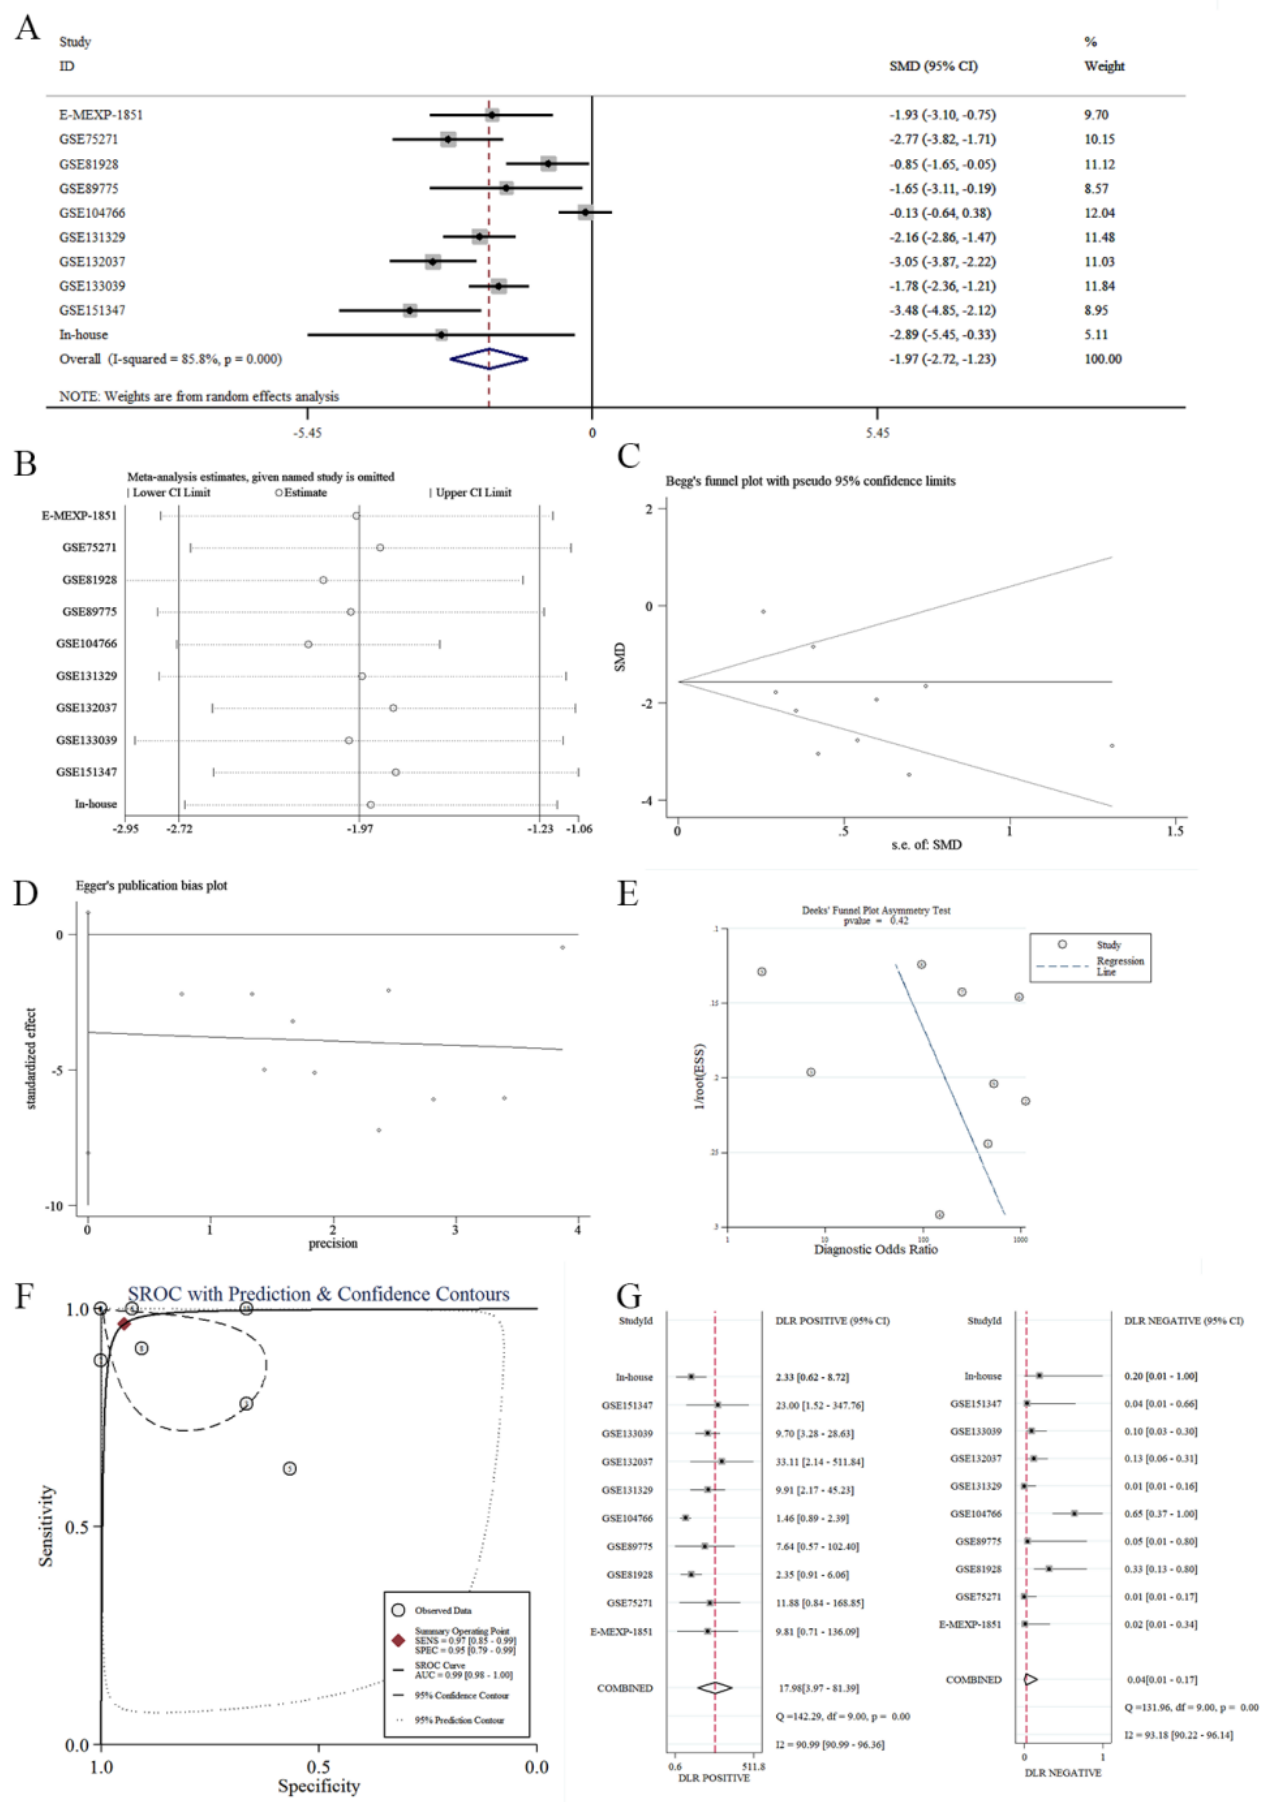 A
Study
%
ID
SMD (95% CI)
Weight
E-MEXP-1851 -1.93 (-3.10, -0.75) 9.70
GSE75271 -2.77 (-3.82, -1.71) 10.15
GSE81928 -0.85 (-1.65, -0.05) 11.12
GSE89775 -1.65 (-3.11, -0.19) 8.57
GSE104766 -0.13 (-0.64, 0.38) 12.04
GSE131329 -2.16 (-2.86, -1.47) 11.48
GSE132037 -3.05 (-3.87, -2.22) 11.03
GSE133039 -1.78 (-2.36, -1.21) 11.84
GSE151347 -3.48 (-4.85, -2.12) 8.95
In-house -2.89 (-5.45, -0.33) 5.11
Overall (I-squared = 85.8%, p = 0.000) -1.97 (-2.72, -1.23) 100.00
NOTE: Weights are from random effects analysis
-5.45 0 5.45
B
Meta-analysis estimates, given named study is omitted
Lower CI Limit Estimate Upper CI Limit
E-MEXP-1851
GSE75271
GSE81928
GSE89775
GSE104766
GSE131329
GSE132037
GSE133039
GSE151347
In-house
-2.95 -2.72 -1.97 -1.23 -1.06
C
Begg's funnel plot with pseudo 95% confidence limits
2
0
-2
-4
SMD
0 .5 1 1.5
s.e. of: SMD
D
Egger's publication bias plot
0
-5
-10
standardized effect
0 1 2 3 4
precision
E
Deeks' Funnel Plot Asymmetry Test
pvalue = 0.42
Study
Regression
Line
.1
.15
.2
.25
.3
1/root(ESS)
1 10 100 1000
Diagnostic Odds Ratio
F
SROC with Prediction & Confidence Contours
1.0
0.5
0.0
Sensitivity
Observed Data
Summary Operating Point
SENS = 0.97 [0.85 - 0.99]
SPEC = 0.95 [0.79 - 0.99]
SROC Curve
AUC = 0.99 [0.98 - 1.00]
95% Confidence Contour
95% Prediction Contour
1.0 0.5 0.0
Specificity
G
StudyId DLR POSITIVE (95% CI)
In-house 2.33 [0.62 - 8.72]
GSE151347 23.00 [1.52 - 347.76]
GSE133039 9.70 [3.28 - 28.63]
GSE132037 33.11 [2.14 - 511.84]
GSE131329 9.91 [2.17 - 45.23]
GSE104766 1.46 [0.89 - 2.39]
GSE89775 7.64 [0.57 - 102.40]
GSE81928 2.35 [0.91 - 6.06]
GSE75271 11.88 [0.84 - 168.85]
E-MEXP-1851 9.81 [0.71 - 136.09]
COMBINED 17.98[3.97 - 81.39]
Q =142.29, df = 9.00, p = 0.00
I2 = 90.99 [90.99 - 96.36]
0.6 511.8
DLR POSITIVE
StudyId DLR NEGATIVE (95% CI)
In-house 0.20 [0.01 - 1.00]
GSE151347 0.04 [0.01 - 0.66]
GSE133039 0.10 [0.03 - 0.30]
GSE132037 0.13 [0.06 - 0.31]
GSE131329 0.01 [0.01 - 0.16]
GSE104766 0.65 [0.37 - 1.00]
GSE89775 0.05 [0.01 - 0.80]
GSE81928 0.33 [0.13 - 0.80]
GSE75271 0.01 [0.01 - 0.17]
E-MEXP-1851 0.02 [0.01 - 0.34]
COMBINED 0.04[0.01 - 0.17]
Q =131.96, df = 9.00, p = 0.00
I2 = 93.18 [90.22 - 96.14]
0 1
DLR NEGATIVE